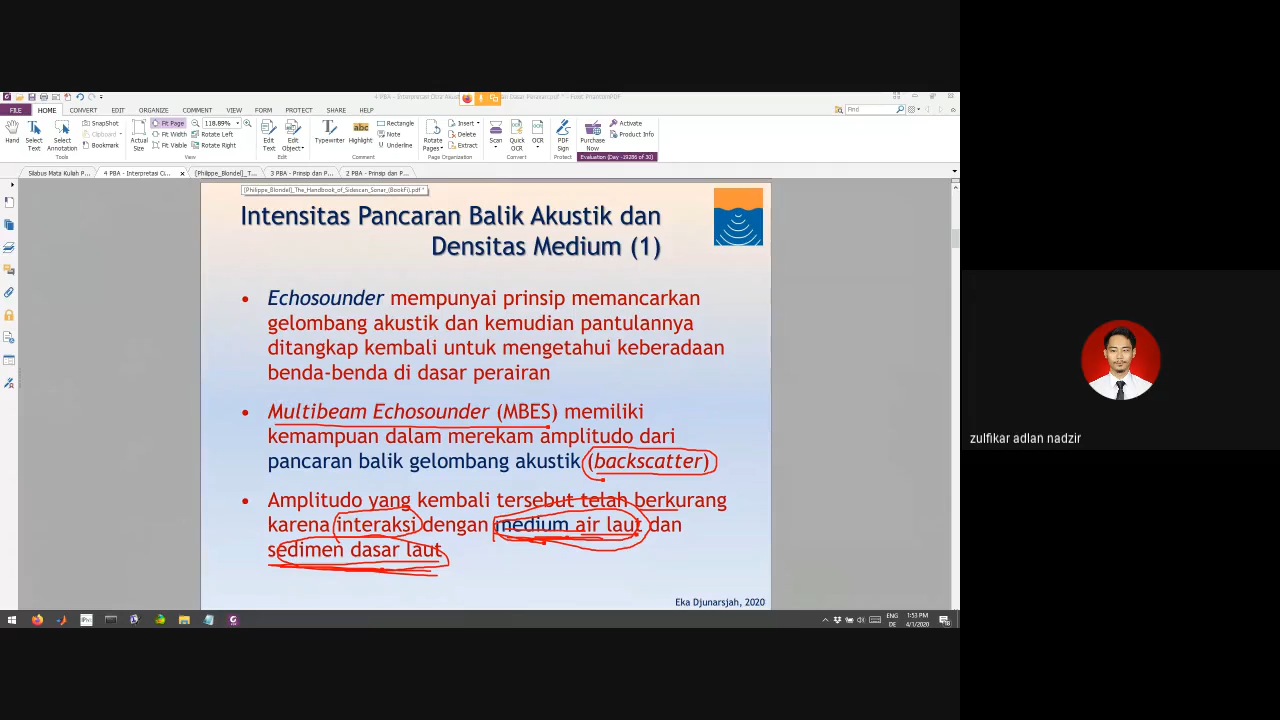 FILE HOME CONVERT EDIT ORGANIZE COMMENT VIEW FORM PROTECT SHARE HELP
Find
SnapShot 118.89% Fit Page Rectangle Insert Activate
Hand Select Text Select Annotation Clipboard Actual Size Fit Width Rotate Left Edit Text Edit Object Typewriter Highlight Note Rotate Pages Delete Scan Quick OCR OCR PDF Sign Purchase Now Product Info
Bookmark Fit Visible Rotate Right Underline Extract
Tools View Edit Comment Page Organization Convert Protect Evaluation (Day -19286 of 30)
Silabus Mata Kuliah P... 4 PBA - Interpretasi Ci... [Philippe_Blondel]_T... 3 PBA - Prinsip dan P... 2 PBA - Prinsip dan P...
[Philippe_Blondel]_The_Handbook_of_Sidescan_Sonar_(BookFi).pdf *
Intensitas Pancaran Balik Akustik dan
Densitas Medium (1)
• Echosounder mempunyai prinsip memancarkan
gelombang akustik dan kemudian pantulannya
ditangkap kembali untuk mengetahui keberadaan
benda-benda di dasar perairan
• Multibeam Echosounder (MBES) memiliki
kemampuan dalam merekam amplitudo dari
pancaran balik gelombang akustik (backscatter)
• Amplitudo yang kembali tersebut telah berkurang
karena interaksi dengan medium air laut dan
sedimen dasar laut
Eka Djunarsjah, 2020
zulfikar adlan nadzir
ENG 1:53 PM
DE 4/1/2020